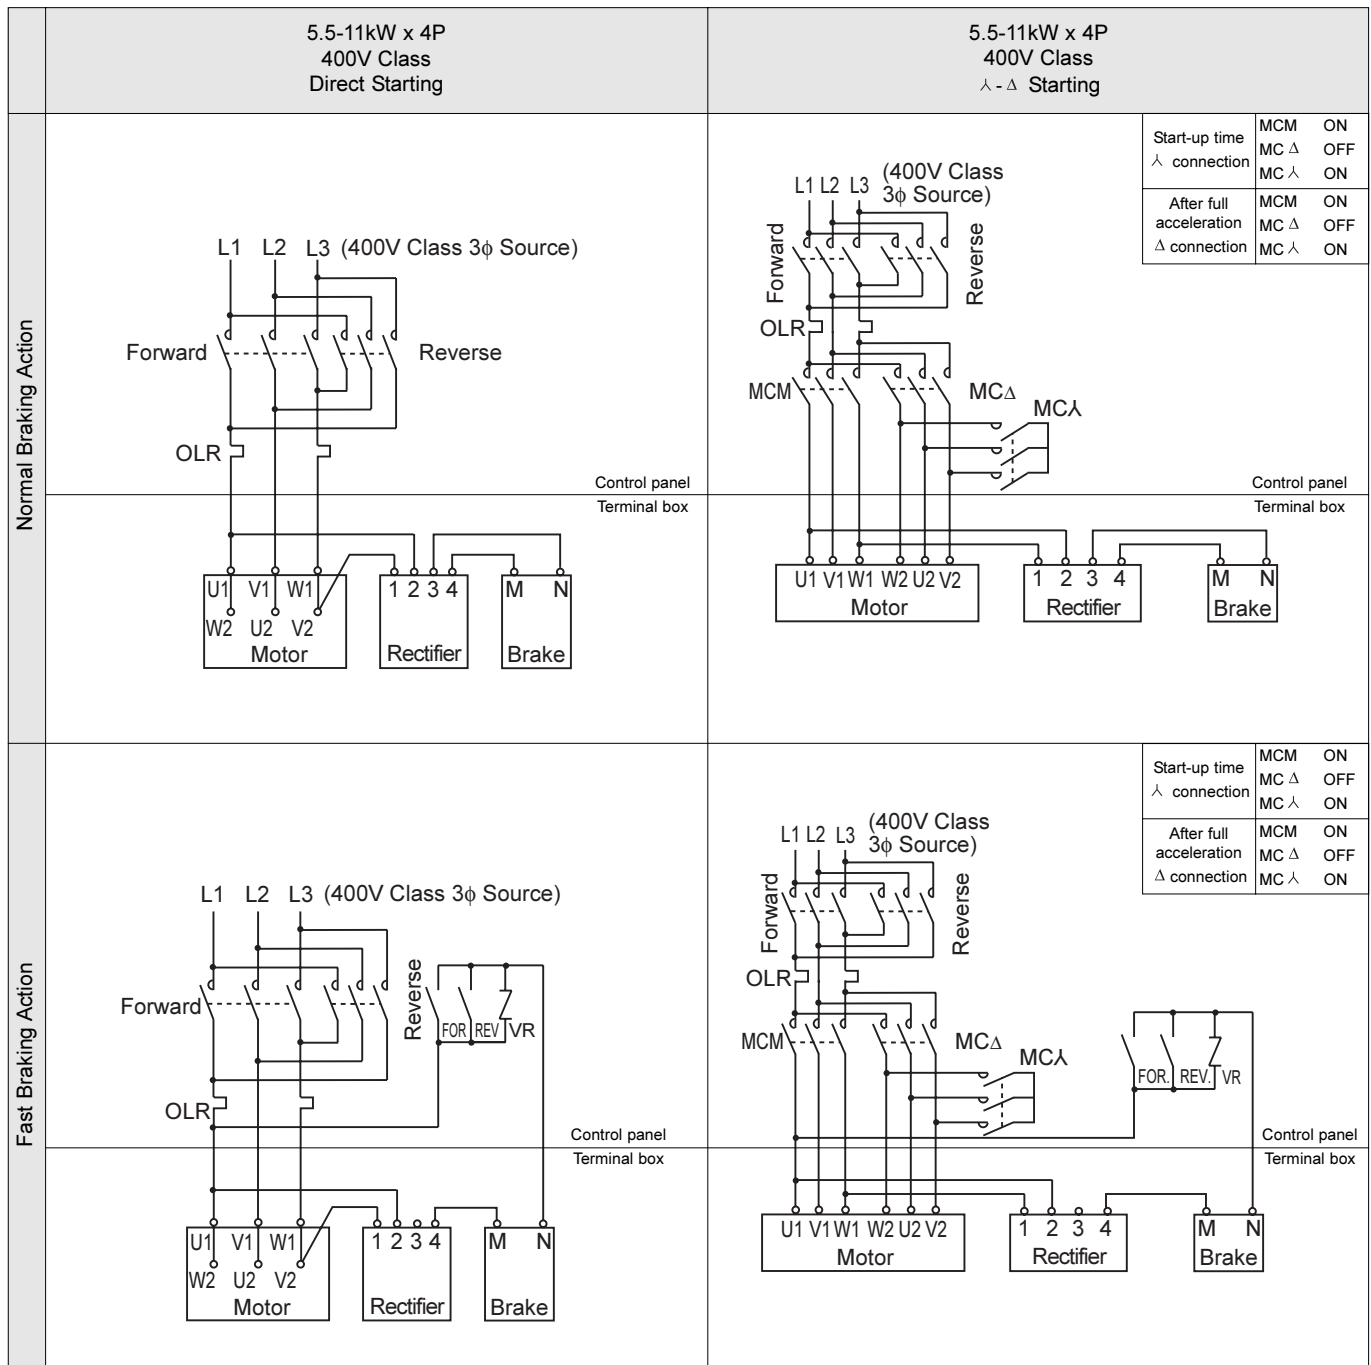 5.5-11kW x 4P
400V Class
Direct Starting
5.5-11kW x 4P
400V Class
⅄ - Δ Starting
Normal Braking Action
L1 L2 L3 (400V Class 3ϕ Source)
Forward
Reverse
OLR
Control panel
Terminal box
U1 V1 W1
W2 U2 V2
Motor
1 2 3 4
Rectifier
M N
Brake
Start-up time
⅄ connection
MCM ON
MC Δ OFF
MC ⅄ ON
After full
acceleration
Δ connection
MCM ON
MC Δ OFF
MC ⅄ ON
L1 L2 L3
(400V Class
3ϕ Source)
Forward
Reverse
OLR
MCM
MCΔ
MC⅄
Control panel
Terminal box
U1 V1 W1 W2 U2 V2
Motor
1 2 3 4
Rectifier
M N
Brake
Fast Braking Action
L1 L2 L3 (400V Class 3ϕ Source)
Forward
Reverse
FOR REV VR
OLR
Control panel
Terminal box
U1 V1 W1
W2 U2 V2
Motor
1 2 3 4
Rectifier
M N
Brake
Start-up time
⅄ connection
MCM ON
MC Δ OFF
MC ⅄ ON
After full
acceleration
Δ connection
MCM ON
MC Δ OFF
MC ⅄ ON
L1 L2 L3
(400V Class
3ϕ Source)
Forward
Reverse
OLR
MCM
MCΔ
MC⅄
FOR. REV. VR
Control panel
Terminal box
U1 V1 W1 W2 U2 V2
Motor
1 2 3 4
Rectifier
M N
Brake